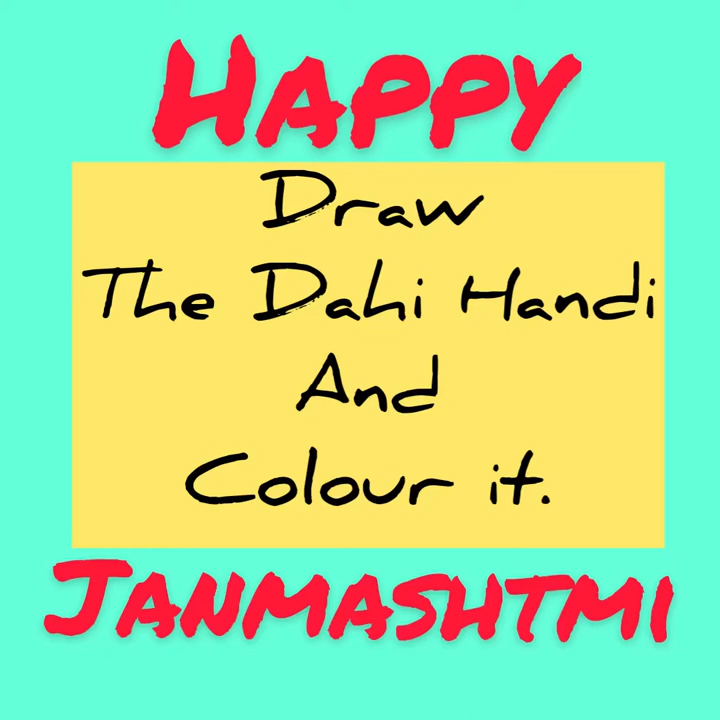 HAPPY
Draw
The Dahi Handi
And
Colour it.
JANMASHTMI